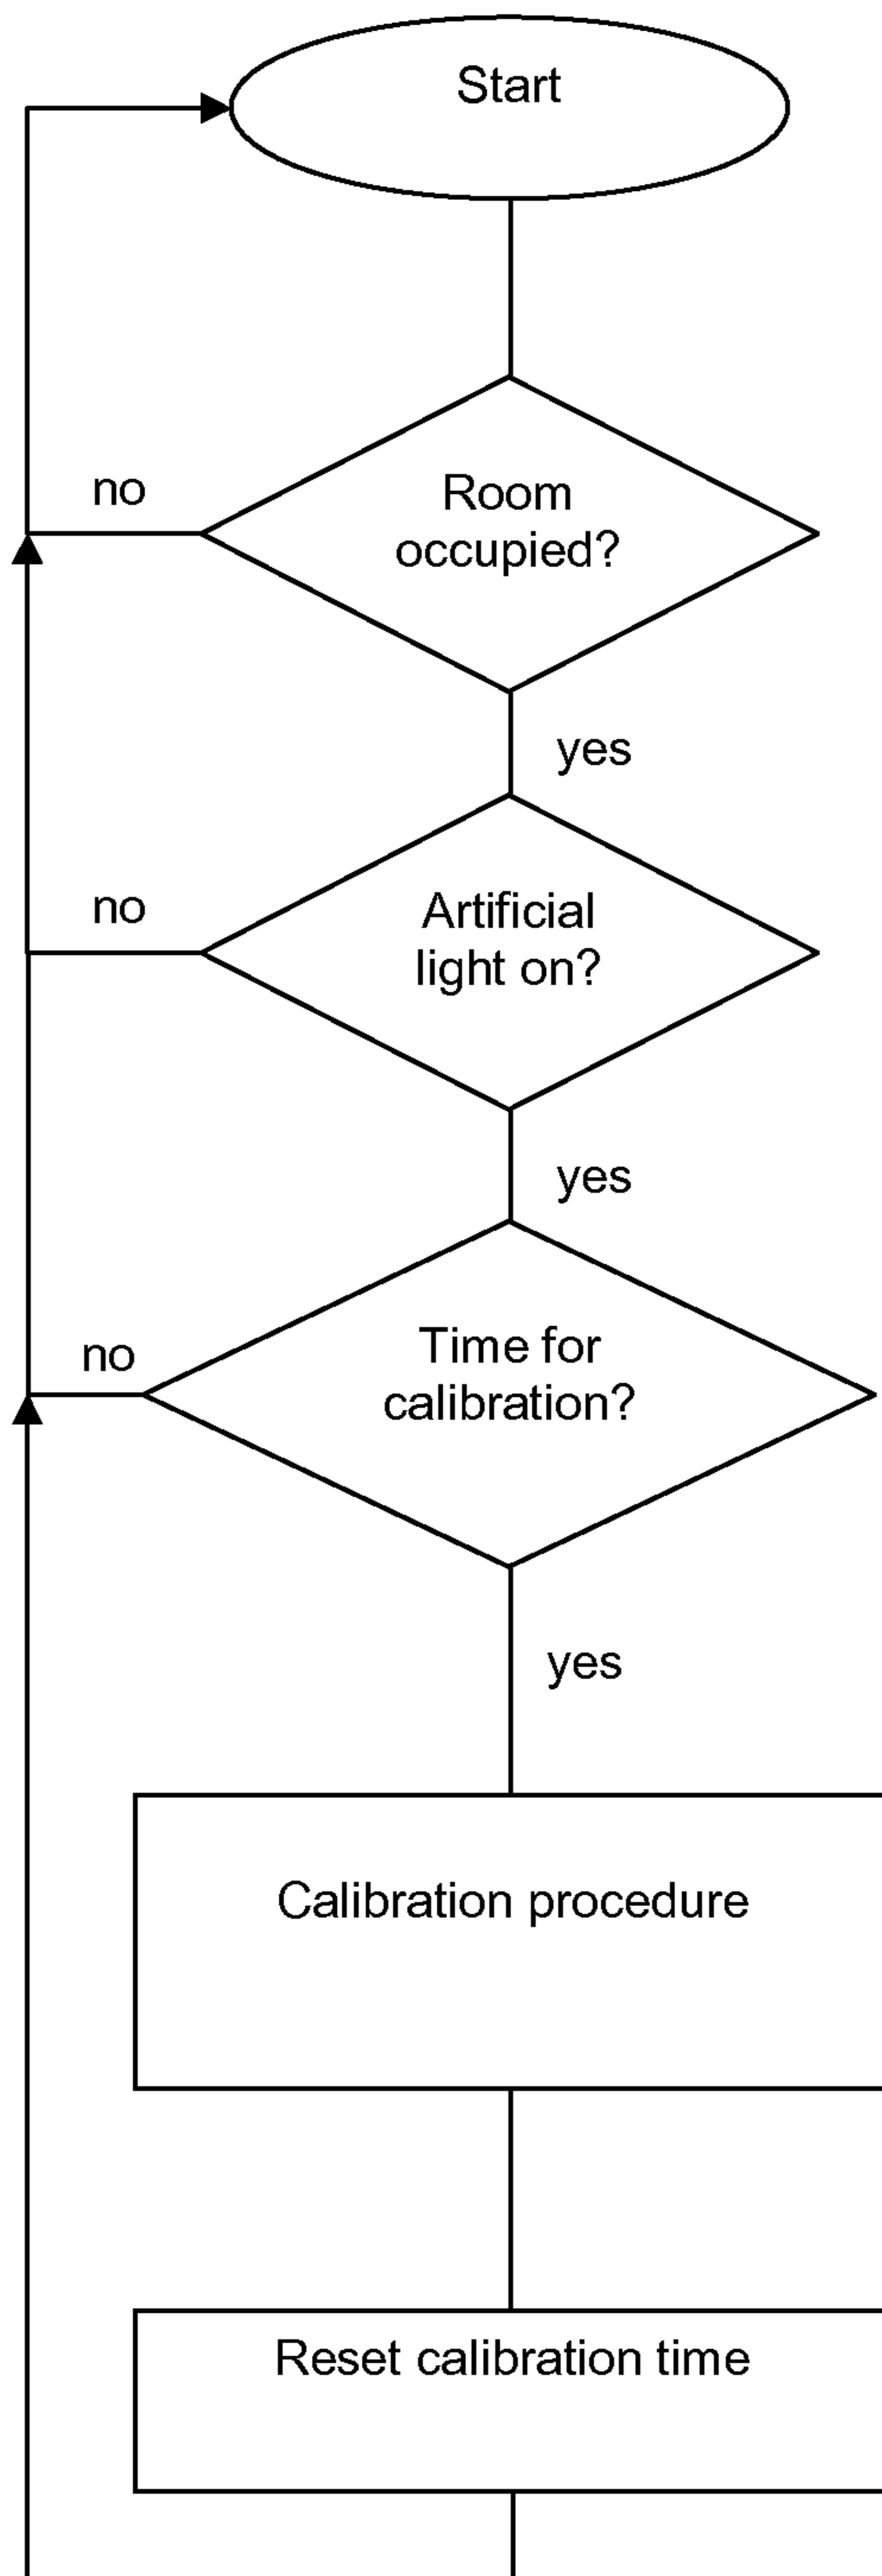 Start
no
Room
occupied?
yes
no
Artificial
light on?
yes
no
Time for
calibration?
yes
Calibration procedure
Reset calibration time